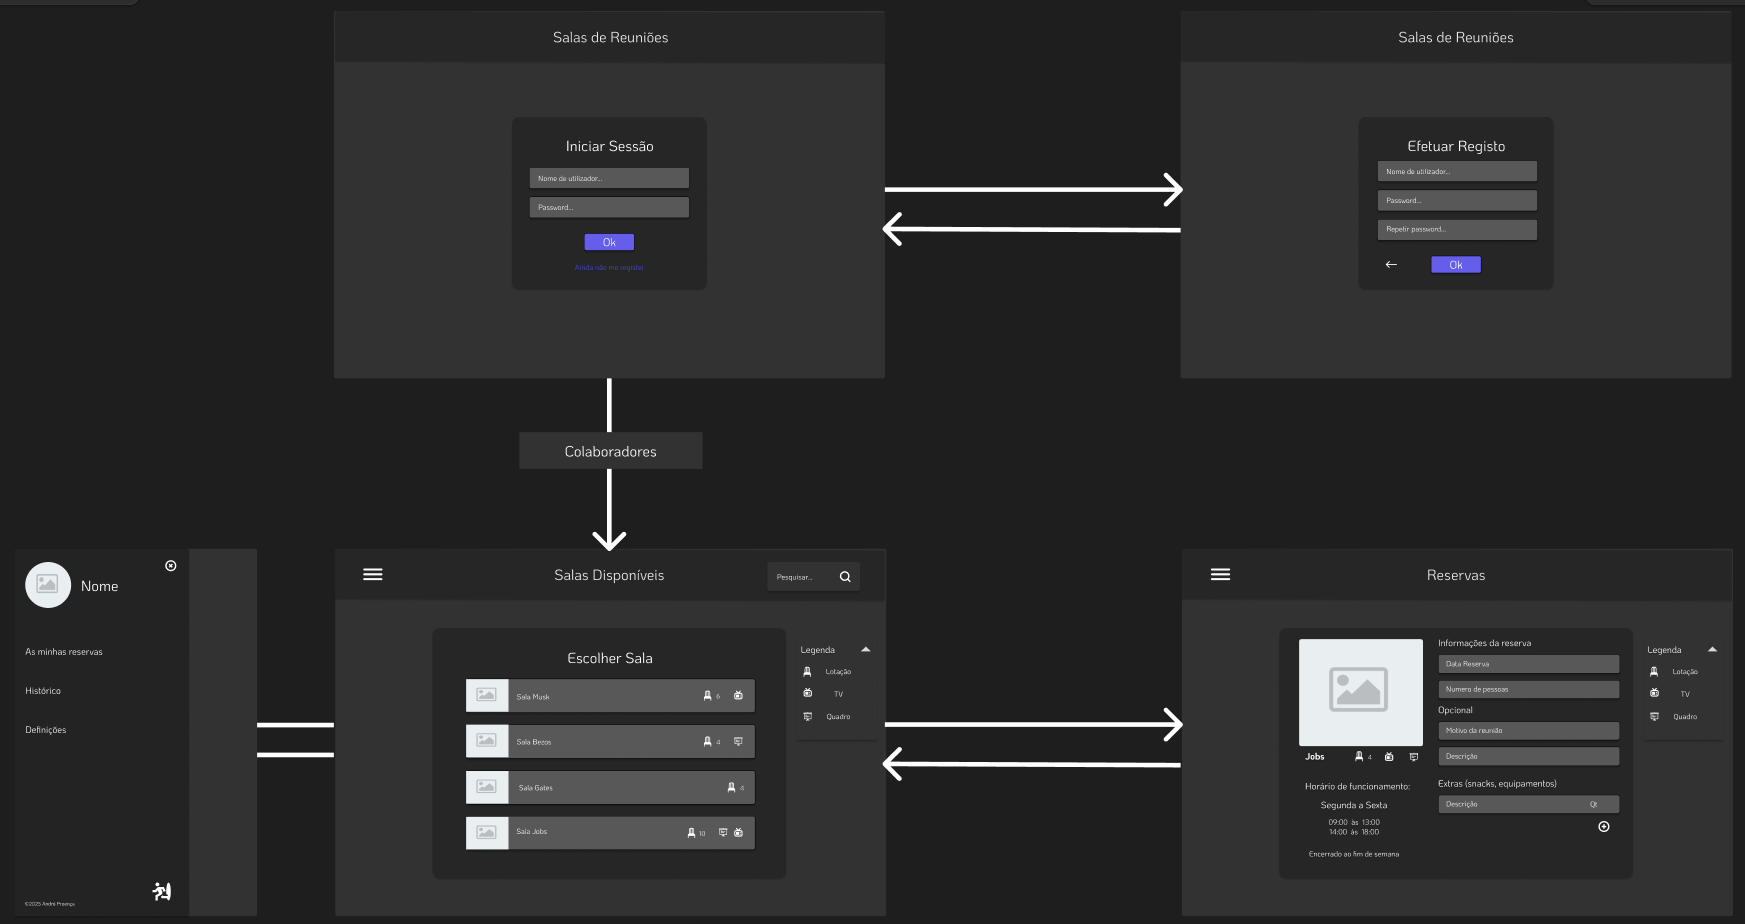 Salas de Reuniões
Iniciar Sessão
Nome de utilizador...
Password...
Ok
Ainda não me registei
Salas de Reuniões
Efetuar Registo
Nome de utilizador...
Password...
Repetir password...
Ok
Colaboradores
Nome
As minhas reservas
Histórico
Definições
©2025 André Proença
Salas Disponíveis
Pesquisar...
Escolher Sala
Sala Musk 6
Sala Bezos 4
Sala Gates 4
Sala Jobs 10
Legenda
Lotação
TV
Quadro
Reservas
Jobs 4
Horário de funcionamento:
Segunda a Sexta
09:00 às 13:00
14:00 às 18:00
Encerrado ao fim de semana
Informações da reserva
Data Reserva
Numero de pessoas
Opcional
Motivo da reunião
Descrição
Extras (snacks, equipamentos)
Descrição Qt
Legenda
Lotação
TV
Quadro